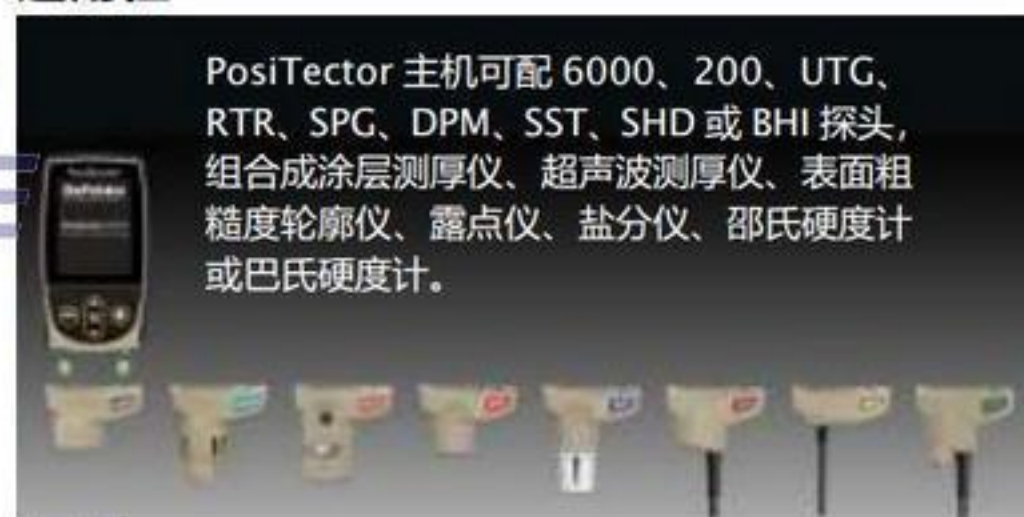 PosiTector 主机可配 6000、200、UTG、
RTR、SPG、DPM、SST、SHD 或 BHI 探头，
组合成涂层测厚仪、超声波测厚仪、表面粗
糙度轮廓仪、露点仪、盐分仪、邵氏硬度计
或巴氏硬度计。